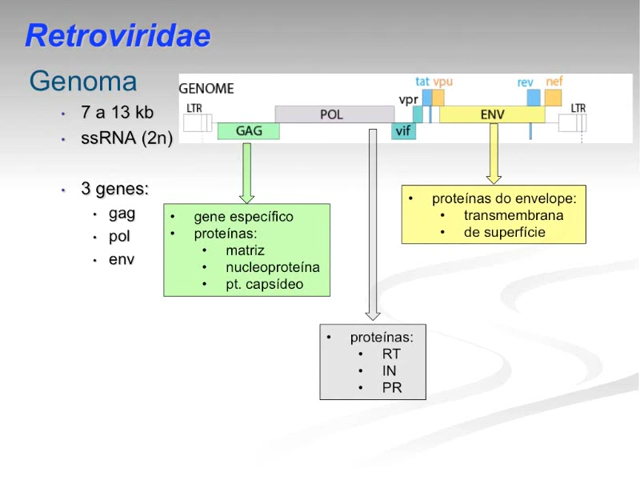 Retroviridae
Genoma
• 7 a 13 kb
• ssRNA (2n)
• 3 genes:
• gag
• pol
• env
GENOME
LTR
GAG
POL
vif
vpr
tat
vpu
ENV
rev
nef
LTR
• gene específico
• proteínas:
• matriz
• nucleoproteína
• pt. capsídeo
• proteínas:
• RT
• IN
• PR
• proteínas do envelope:
• transmembrana
• de superfície